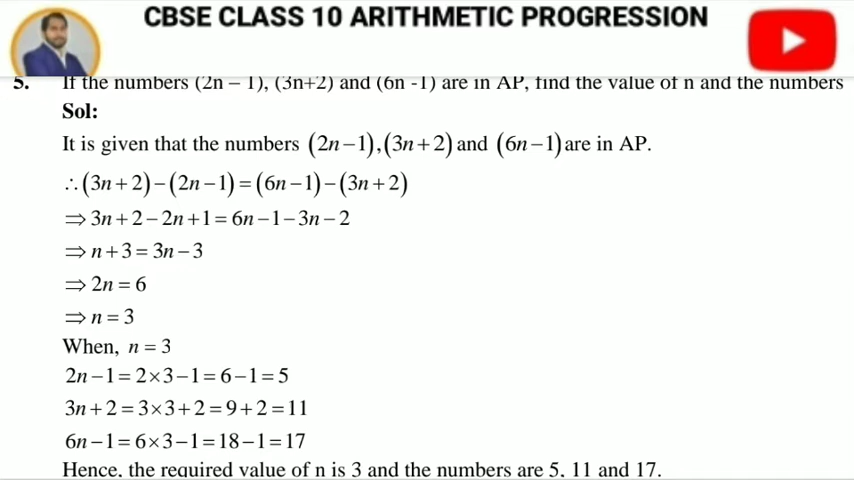 CBSE CLASS 10 ARITHMETIC PROGRESSION
5. If the numbers (2n – 1), (3n+2) and (6n -1) are in AP, find the value of n and the numbers
Sol:
It is given that the numbers (2n−1),(3n+2) and (6n−1) are in AP.
∴(3n+2)−(2n−1)=(6n−1)−(3n+2)
⇒3n+2−2n+1=6n−1−3n−2
⇒n+3=3n−3
⇒2n=6
⇒n=3
When, n=3
2n−1=2×3−1=6−1=5
3n+2=3×3+2=9+2=11
6n−1=6×3−1=18−1=17
Hence, the required value of n is 3 and the numbers are 5, 11 and 17.